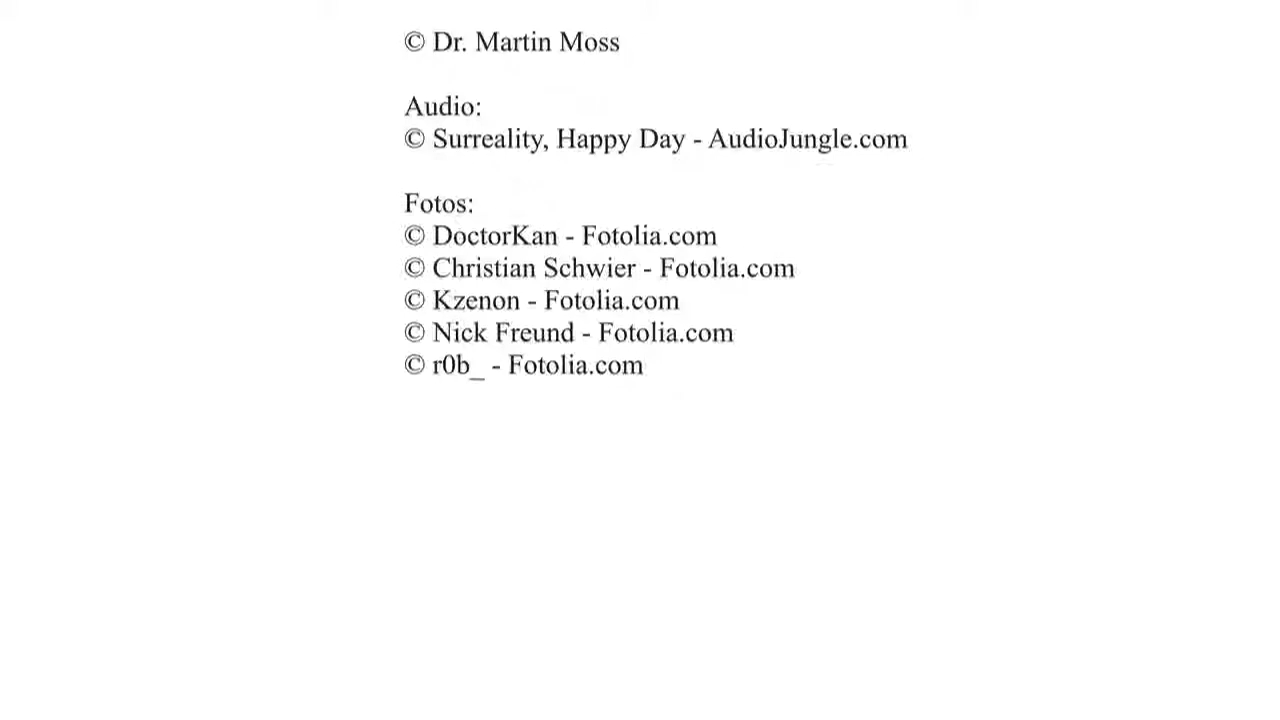 © Dr. Martin Moss
Audio:
© Surreality, Happy Day - AudioJungle.com
Fotos:
© DoctorKan - Fotolia.com
© Christian Schwier - Fotolia.com
© Kzenon - Fotolia.com
© Nick Freund - Fotolia.com
© r0b_ - Fotolia.com